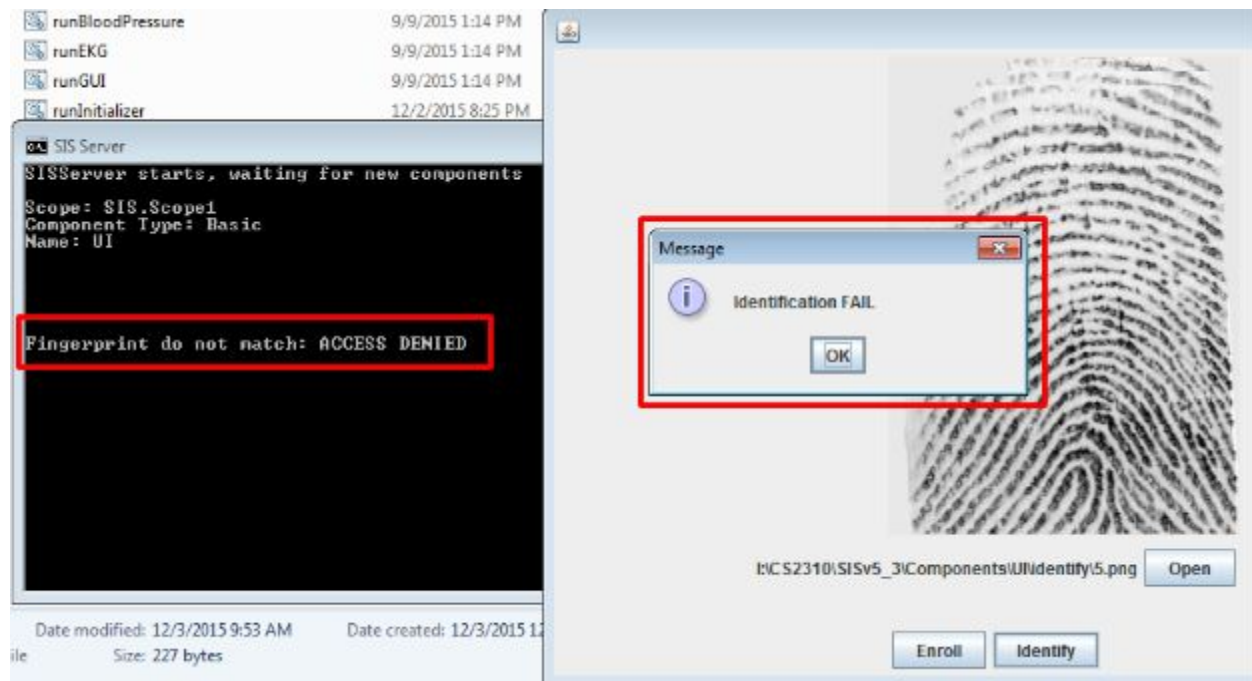 runBloodPressure 9/9/2015 1:14 PM
runEKG 9/9/2015 1:14 PM
runGUI 9/9/2015 1:14 PM
runInitializer 12/2/2015 8:25 PM
SIS Server
SISServer starts, waiting for new components
Scope: SIS.Scope1
Component Type: Basic
Name: UI
Fingerprint do not match: ACCESS DENIED
Date modified: 12/3/2015 9:53 AM Date created: 12/3/2015 12
ile Size: 227 bytes
Message
Identification FAIL.
OK
I:\CS2310\SISv5_3\Components\UI\identify\5.png Open
Enroll Identify